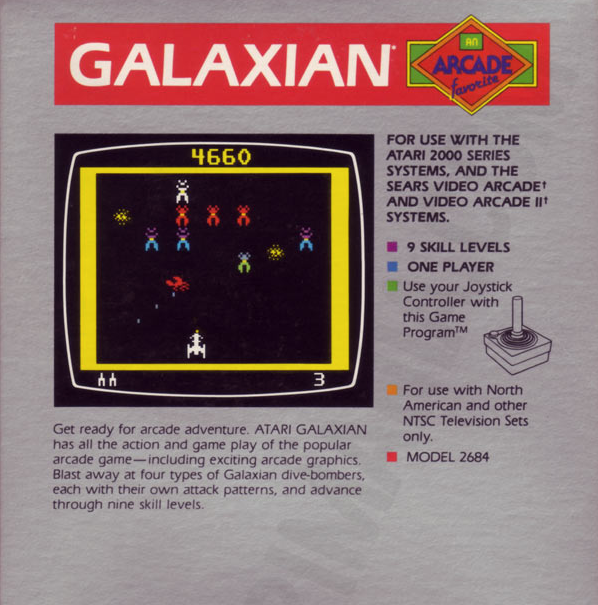 GALAXIAN
AN
ARCADE
favorite
4660
3
FOR USE WITH THE
ATARI 2000 SERIES
SYSTEMS, AND THE
SEARS VIDEO ARCADE†
AND VIDEO ARCADE II†
SYSTEMS.
9 SKILL LEVELS
ONE PLAYER
Use your Joystick
Controller with
this Game
Program™
For use with North
American and other
NTSC Television Sets
only.
MODEL 2684
Get ready for arcade adventure. ATARI GALAXIAN
has all the action and game play of the popular
arcade game—including exciting arcade graphics.
Blast away at four types of Galaxian dive-bombers,
each with their own attack patterns, and advance
through nine skill levels.